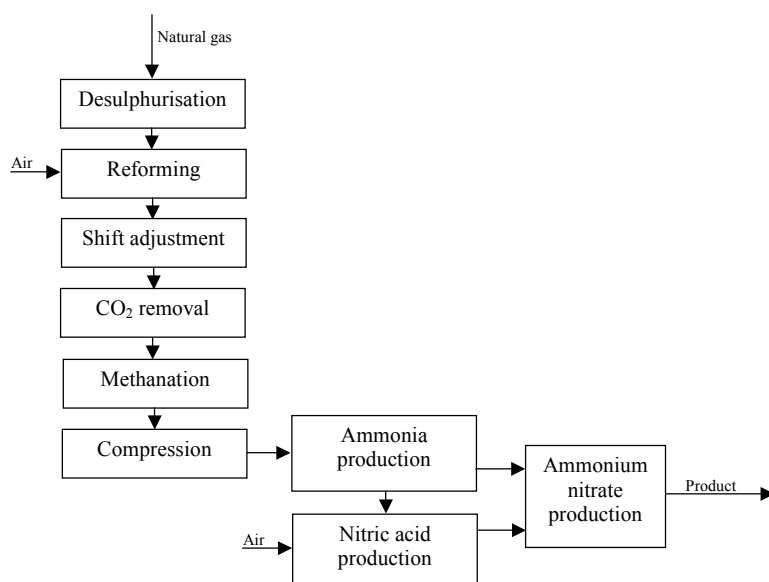 Natural gas
Desulphurisation
Air
Reforming
Shift adjustment
CO₂ removal
Methanation
Compression
Ammonia
production
Ammonium
nitrate
production
Product
Air
Nitric acid
production